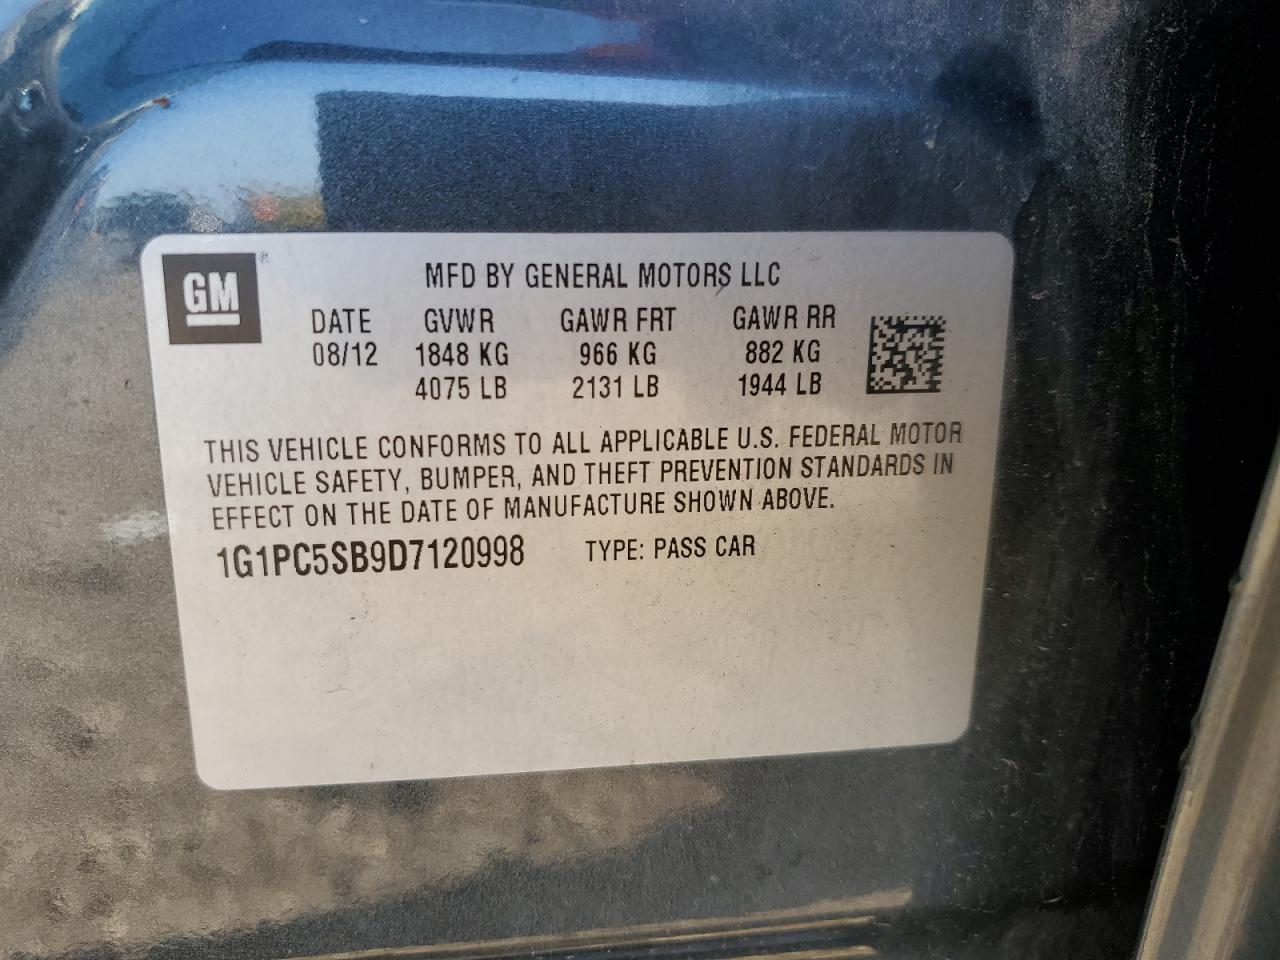 GM®
MFD BY GENERAL MOTORS LLC
DATE GVWR GAWR FRT GAWR RR
08/12 1848 KG 966 KG 882 KG
4075 LB 2131 LB 1944 LB
THIS VEHICLE CONFORMS TO ALL APPLICABLE U.S. FEDERAL MOTOR
VEHICLE SAFETY, BUMPER, AND THEFT PREVENTION STANDARDS IN
EFFECT ON THE DATE OF MANUFACTURE SHOWN ABOVE.
1G1PC5SB9D7120998 TYPE: PASS CAR